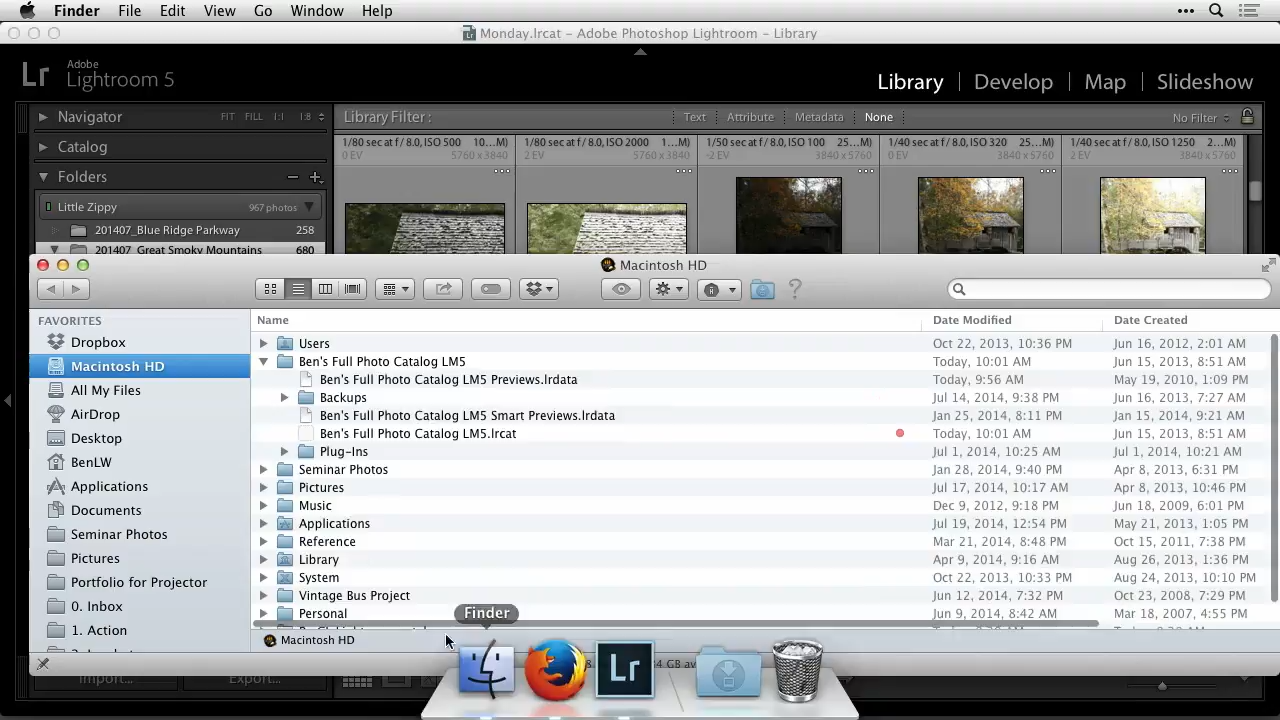 Finder File Edit View Go Window Help
Monday.lrcat – Adobe Photoshop Lightroom – Library
Lr Adobe Lightroom 5
Library | Develop | Map | Slideshow
Navigator FIT FILL 1:1 1:8
Library Filter : Text Attribute Metadata None No Filter
Catalog
1/80 sec at f / 8.0, ISO 500 10...M) 1/80 sec at f / 8.0, ISO 2000 1...M) 1/50 sec at f / 8.0, ISO 100 25...M) 1/40 sec at f / 8.0, ISO 320 25...M) 1/40 sec at f / 8.0, ISO 1250 2...M)
0 EV 5760 x 3840 2 EV 5760 x 3840 -2 EV 3840 x 5760 0 EV 3840 x 5760 2 EV 3840 x 5760
Folders
Little Zippy 967 photos
201407_Blue Ridge Parkway 258
201407_Great Smoky Mountains 680
Macintosh HD
FAVORITES
Dropbox
Macintosh HD
All My Files
AirDrop
Desktop
BenLW
Applications
Documents
Seminar Photos
Pictures
Portfolio for Projector
0. Inbox
1. Action
Name Date Modified Date Created
Users Oct 22, 2013, 10:36 PM Jun 16, 2012, 2:01 AM
Ben's Full Photo Catalog LM5 Today, 10:01 AM Jun 15, 2013, 8:51 AM
Ben's Full Photo Catalog LM5 Previews.lrdata Today, 9:56 AM May 19, 2010, 1:09 PM
Backups Jul 14, 2014, 9:38 PM Jun 16, 2013, 7:27 AM
Ben's Full Photo Catalog LM5 Smart Previews.lrdata Jan 25, 2014, 8:11 PM Jan 15, 2014, 9:21 AM
Ben's Full Photo Catalog LM5.lrcat Today, 10:01 AM Jun 15, 2013, 8:51 AM
Plug-Ins Jul 1, 2014, 10:25 AM Jul 1, 2014, 10:21 AM
Seminar Photos Jan 28, 2014, 9:40 PM Apr 8, 2013, 6:31 PM
Pictures Jul 17, 2014, 10:17 AM Apr 8, 2013, 10:46 PM
Music Dec 9, 2012, 9:18 PM Jun 18, 2009, 6:01 PM
Applications Jul 19, 2014, 12:54 PM May 21, 2013, 1:05 PM
Reference Mar 21, 2014, 8:48 PM Oct 15, 2011, 7:38 PM
Library Apr 9, 2014, 9:16 AM Aug 26, 2013, 1:36 PM
System Oct 22, 2013, 10:33 PM Aug 24, 2013, 10:10 PM
Vintage Bus Project Jun 12, 2014, 7:32 PM Oct 23, 2008, 7:29 PM
Personal Jun 9, 2014, 8:42 AM Mar 18, 2007, 4:55 PM
Finder
Macintosh HD
Lr
Import... Export...